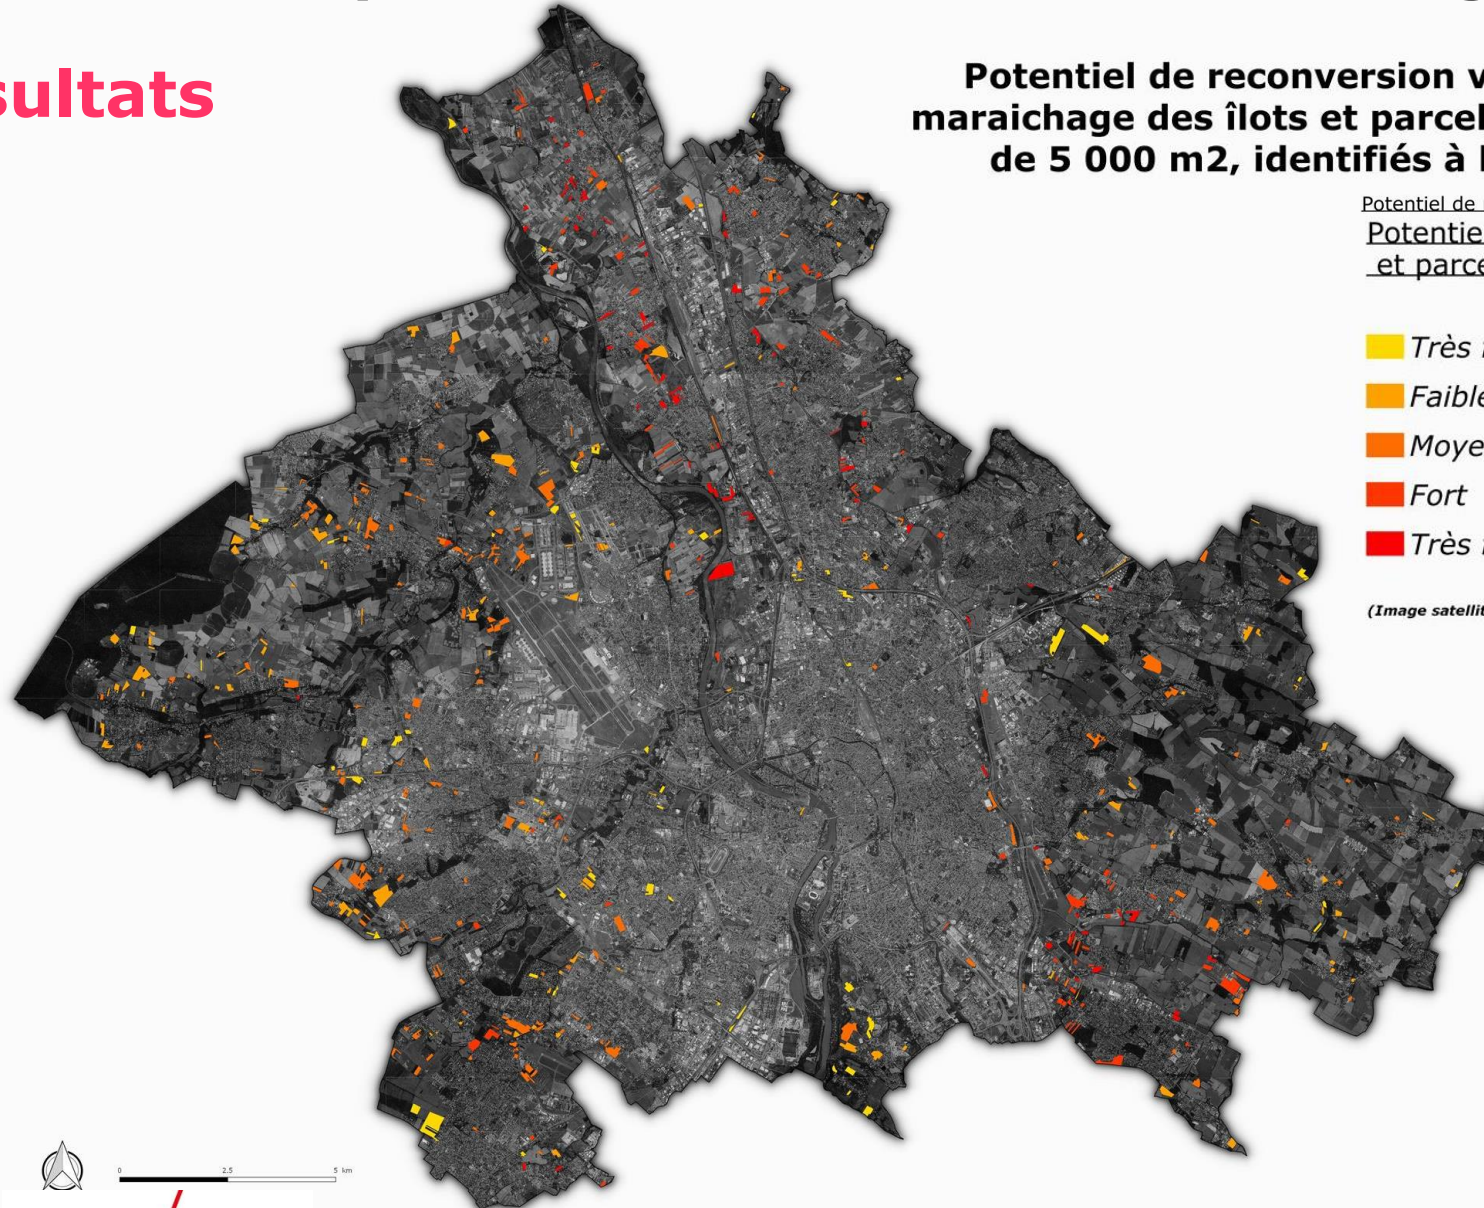 sultats
Potentiel de reconversion v
maraichage des îlots et parcel
de 5 000 m2, identifiés à l
Potentiel de
Potentie
et parce
Très f
Faible
Moye
Fort
Très f
(Image satellit
0 2.5 5 km